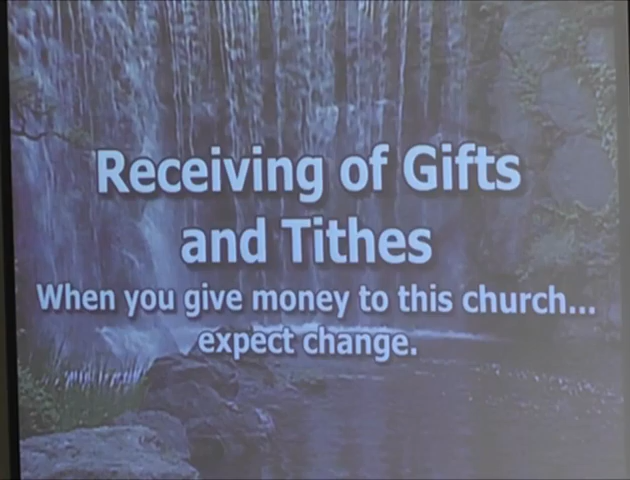 Receiving of Gifts
and Tithes
When you give money to this church...
expect change.